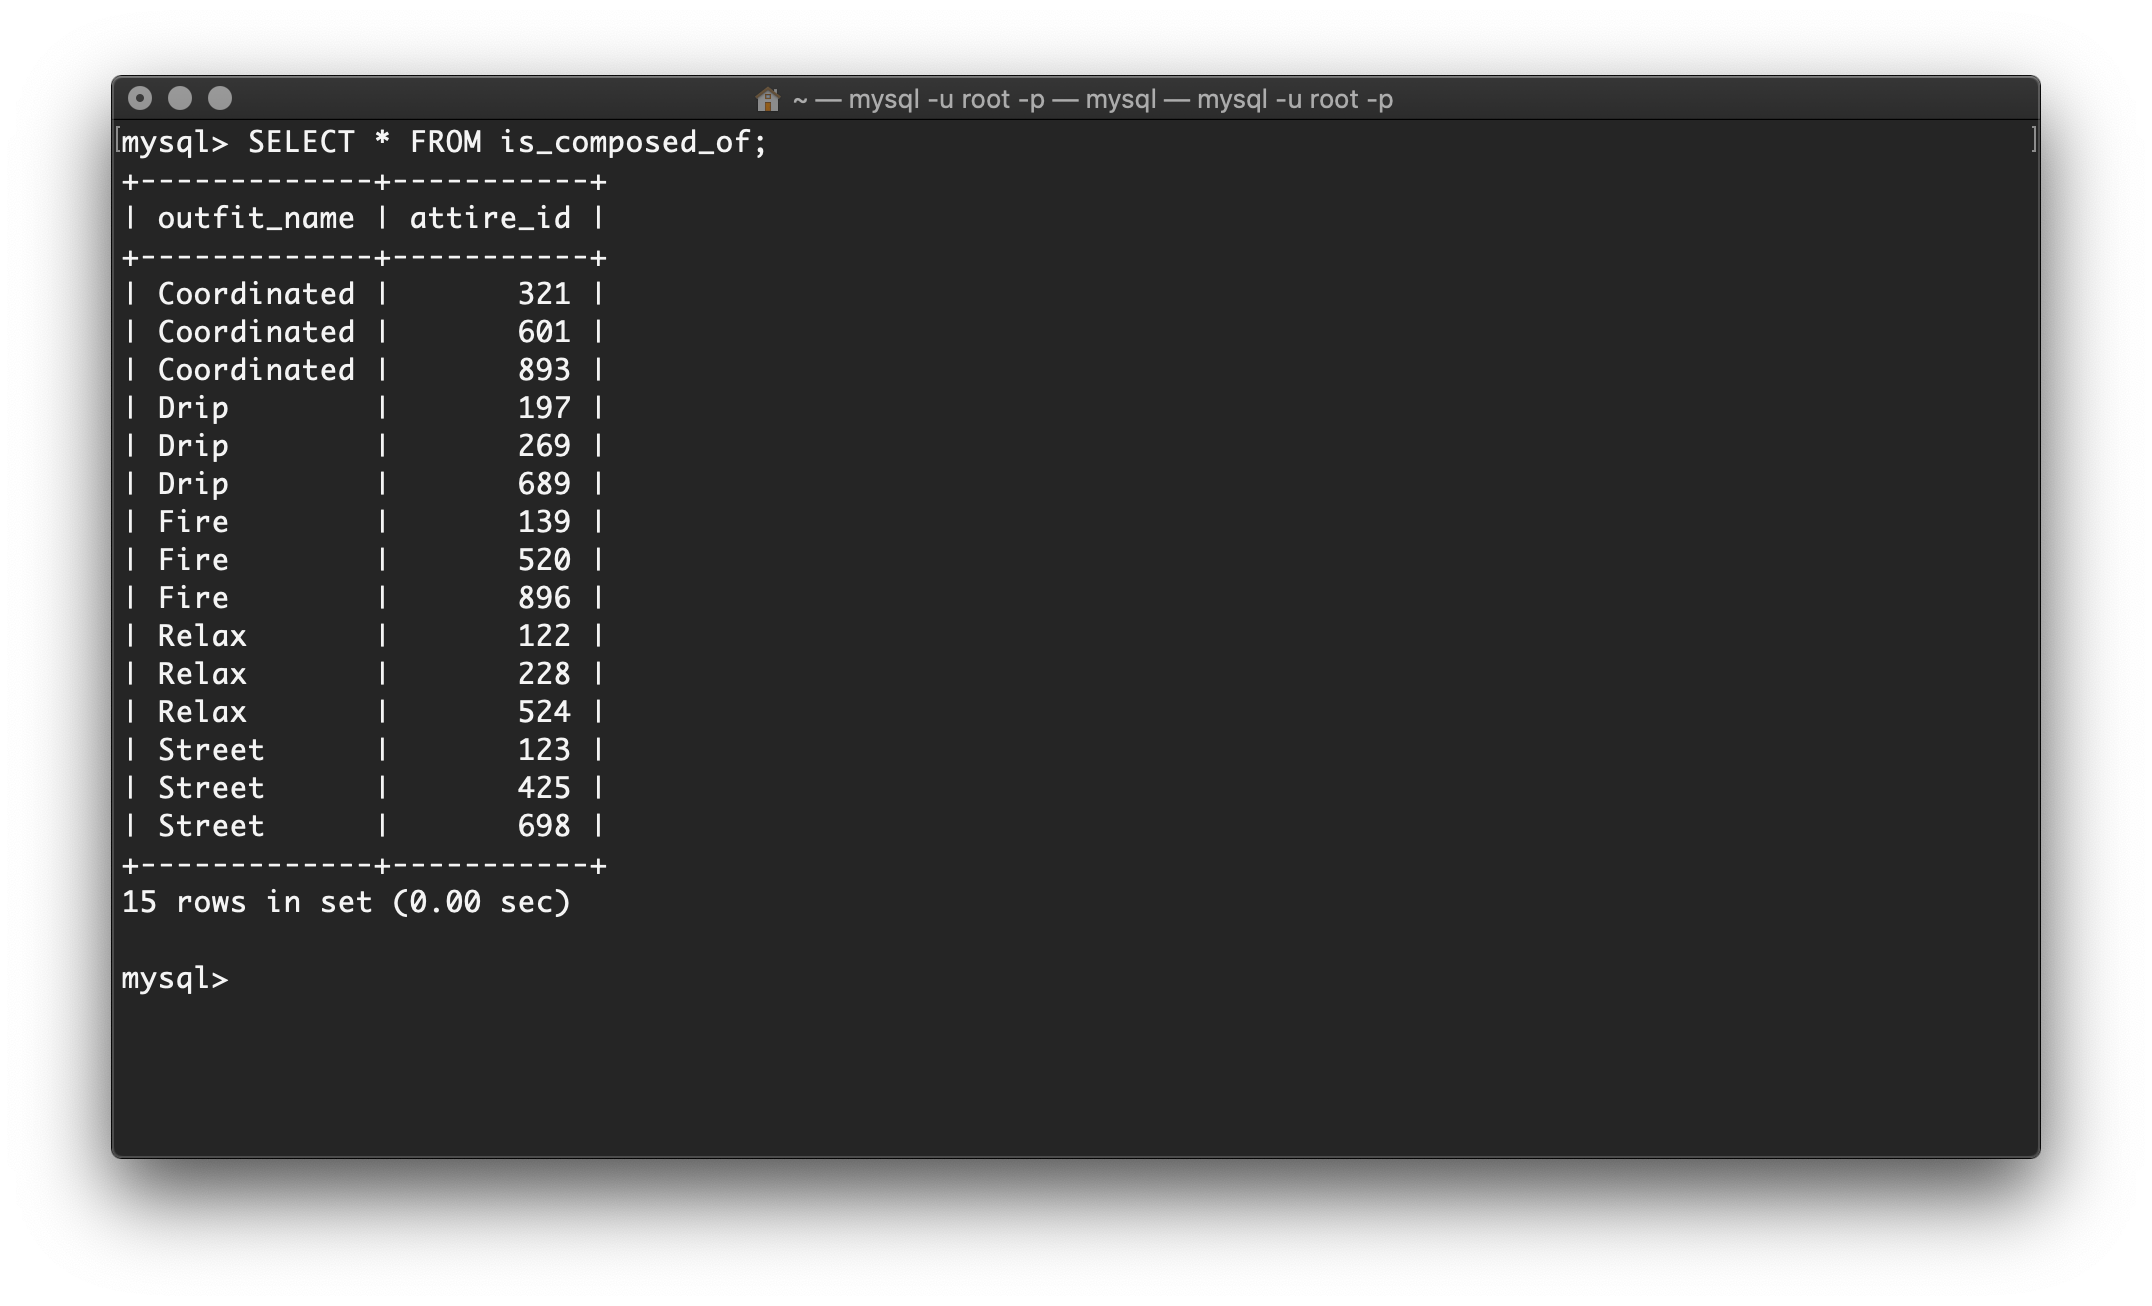 ~ — mysql -u root -p — mysql — mysql -u root -p
mysql> SELECT * FROM is_composed_of;
+-------------+-----------+
| outfit_name | attire_id |
+-------------+-----------+
| Coordinated |       321 |
| Coordinated |       601 |
| Coordinated |       893 |
| Drip        |       197 |
| Drip        |       269 |
| Drip        |       689 |
| Fire        |       139 |
| Fire        |       520 |
| Fire        |       896 |
| Relax       |       122 |
| Relax       |       228 |
| Relax       |       524 |
| Street      |       123 |
| Street      |       425 |
| Street      |       698 |
+-------------+-----------+
15 rows in set (0.00 sec)
mysql>